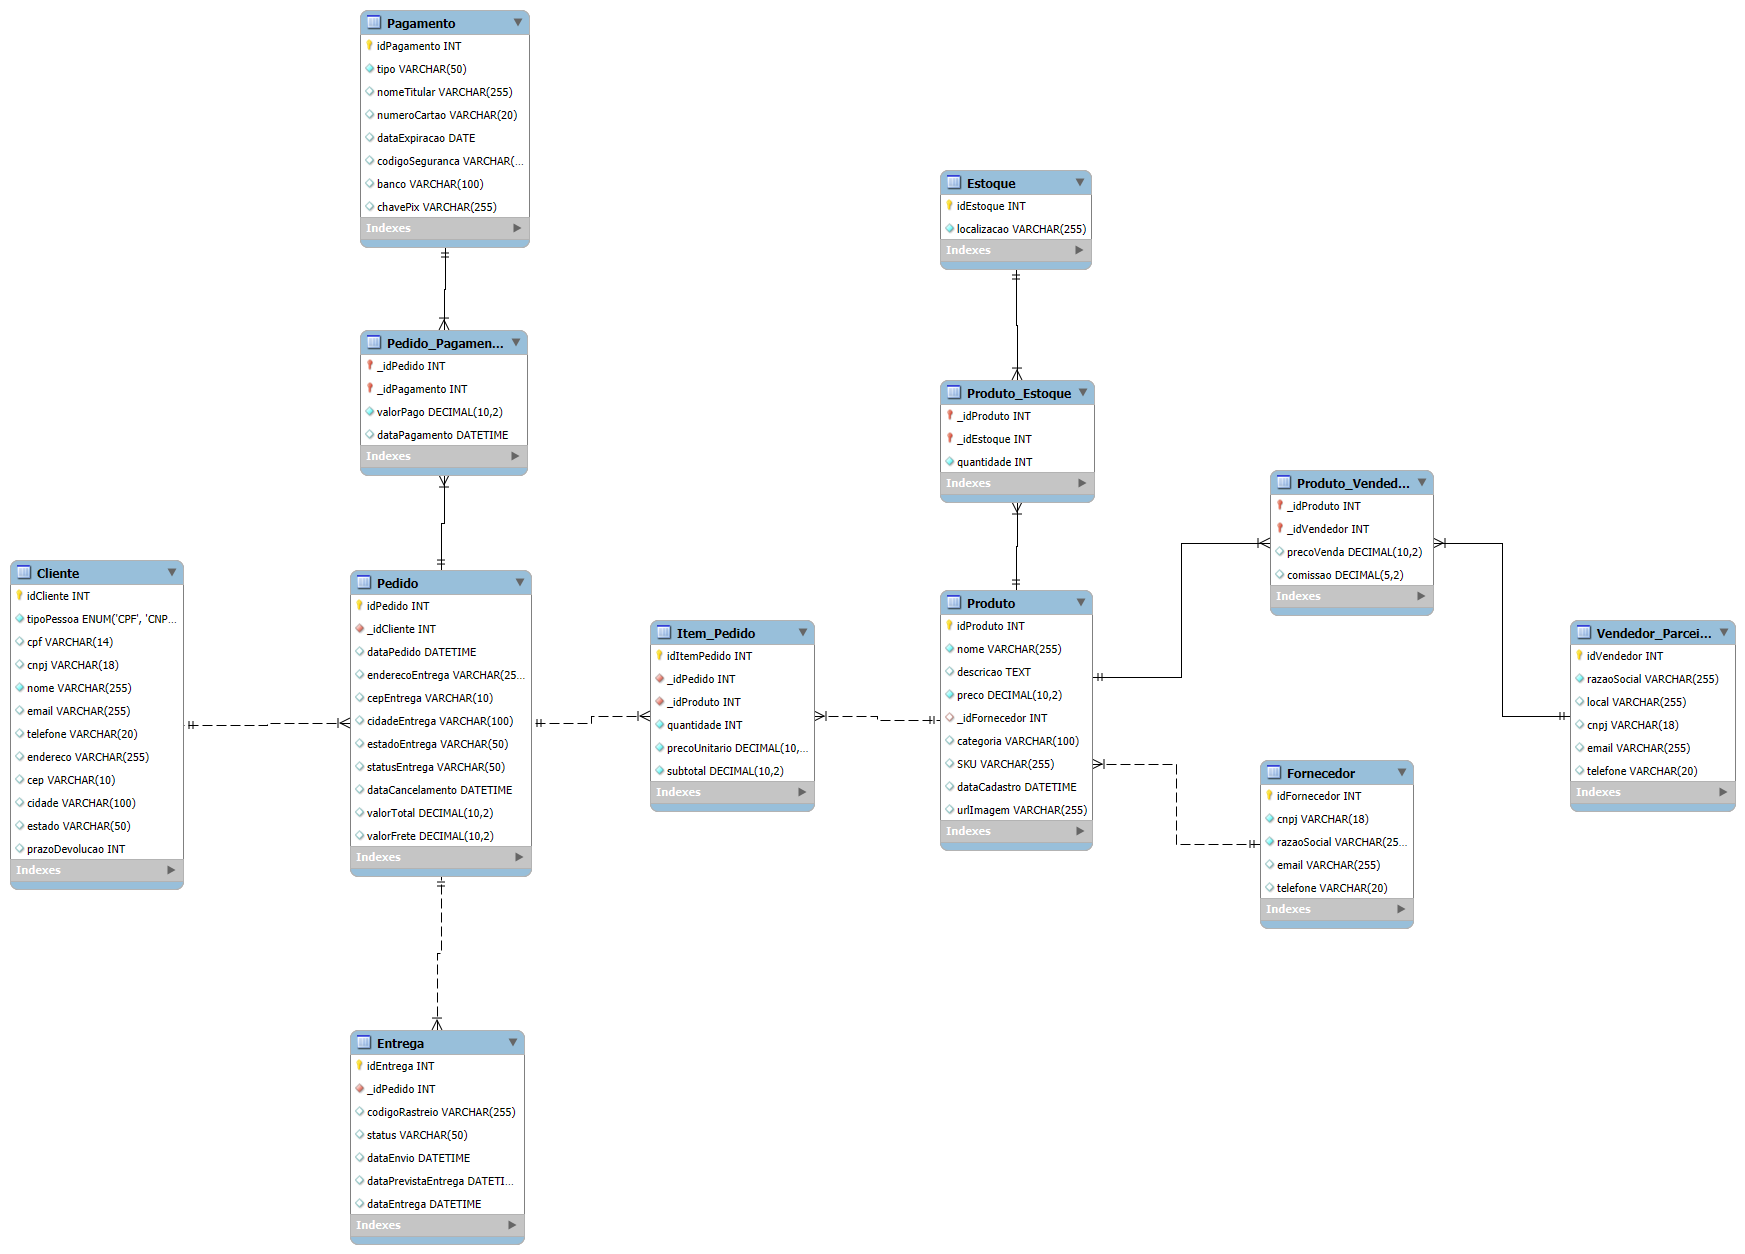 Pagamento
idPagamento INT
tipo VARCHAR(50)
nomeTitular VARCHAR(255)
numeroCartao VARCHAR(20)
dataExpiracao DATE
codigoSeguranca VARCHAR(...
banco VARCHAR(100)
chavePix VARCHAR(255)
Indexes
Pedido_Pagamen...
_idPedido INT
_idPagamento INT
valorPago DECIMAL(10,2)
dataPagamento DATETIME
Indexes
Estoque
idEstoque INT
localizacao VARCHAR(255)
Indexes
Produto_Estoque
_idProduto INT
_idEstoque INT
quantidade INT
Indexes
Produto_Vended...
_idProduto INT
_idVendedor INT
precoVenda DECIMAL(10,2)
comissao DECIMAL(5,2)
Indexes
Cliente
idCliente INT
tipoPessoa ENUM('CPF', 'CNP...
cpf VARCHAR(14)
cnpj VARCHAR(18)
nome VARCHAR(255)
email VARCHAR(255)
telefone VARCHAR(20)
endereco VARCHAR(255)
cep VARCHAR(10)
cidade VARCHAR(100)
estado VARCHAR(50)
prazoDevolucao INT
Indexes
Pedido
idPedido INT
_idCliente INT
dataPedido DATETIME
enderecoEntrega VARCHAR(25...
cepEntrega VARCHAR(10)
cidadeEntrega VARCHAR(100)
estadoEntrega VARCHAR(50)
statusEntrega VARCHAR(50)
dataCancelamento DATETIME
valorTotal DECIMAL(10,2)
valorFrete DECIMAL(10,2)
Indexes
Item_Pedido
idItemPedido INT
_idPedido INT
_idProduto INT
quantidade INT
precoUnitario DECIMAL(10,...
subtotal DECIMAL(10,2)
Indexes
Produto
idProduto INT
nome VARCHAR(255)
descricao TEXT
preco DECIMAL(10,2)
_idFornecedor INT
categoria VARCHAR(100)
SKU VARCHAR(255)
dataCadastro DATETIME
urlImagem VARCHAR(255)
Indexes
Vendedor_Parcei...
idVendedor INT
razaoSocial VARCHAR(255)
local VARCHAR(255)
cnpj VARCHAR(18)
email VARCHAR(255)
telefone VARCHAR(20)
Indexes
Fornecedor
idFornecedor INT
cnpj VARCHAR(18)
razaoSocial VARCHAR(25...
email VARCHAR(255)
telefone VARCHAR(20)
Indexes
Entrega
idEntrega INT
_idPedido INT
codigoRastreio VARCHAR(255)
status VARCHAR(50)
dataEnvio DATETIME
dataPrevistaEntrega DATETI...
dataEntrega DATETIME
Indexes